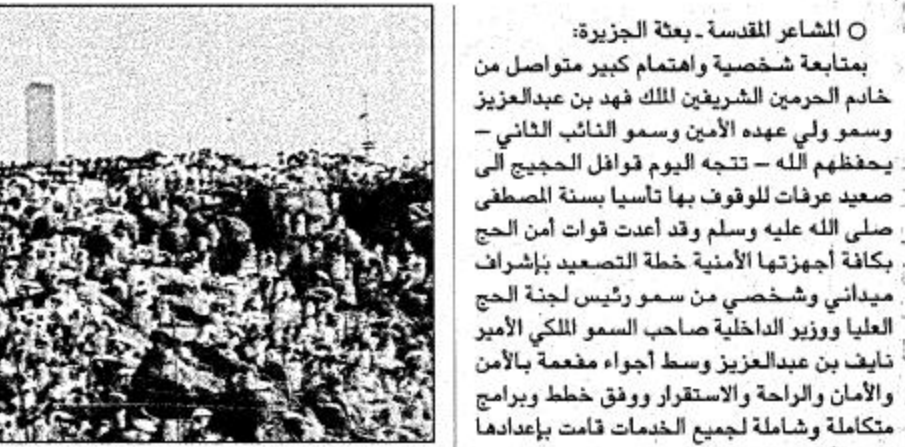 ○ المشاعر المقدسة ـ بعثة الجزيرة:
بمتابعة شخصية واهتمام كبير متواصل من
خادم الحرمين الشريفين الملك فهد بن عبدالعزيز
وسمو ولي عهده الأمين وسمو النائب الثاني –
يحفظهم الله – تتجه اليوم قوافل الحجيج الى
صعيد عرفات للوقوف بها تأسيا بسنة المصطفى
صلى الله عليه وسلم وقد أعدت قوات أمن الحج
بكافة أجهزتها الأمنية خطة التصعيد بإشراف
ميداني وشخصي من سمو رئيس لجنة الحج
العليا ووزير الداخلية صاحب السمو الملكي الأمير
نايف بن عبدالعزيز وسط أجواء مفعمة بالأمن
والأمان والراحة والاستقرار ووفق خطط وبرامج
متكاملة وشاملة لجميع الخدمات قامت بإعدادها